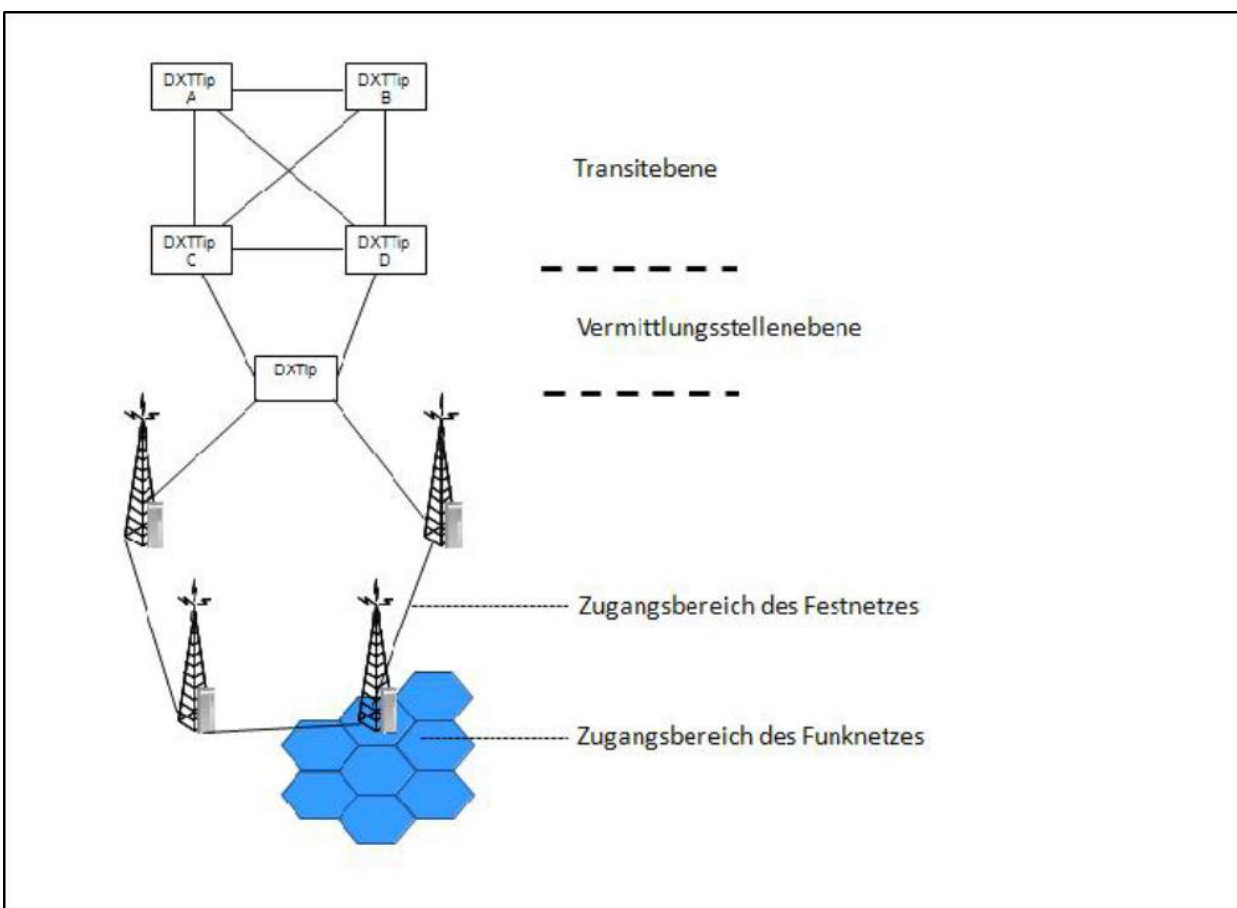 DXTTip
A
DXTTip
B
Transitebene
DXTTip
C
DXTTip
D
Vermittlungsstellenebene
DXTip
Zugangsbereich des Festnetzes
Zugangsbereich des Funknetzes